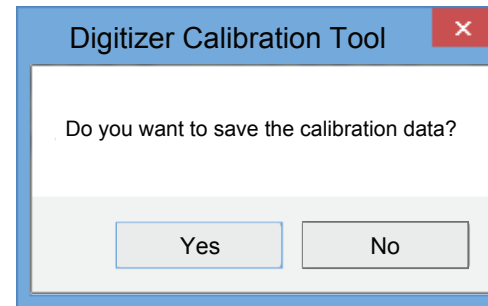 Digitizer Calibration Tool
Do you want to save the calibration data?
Yes No